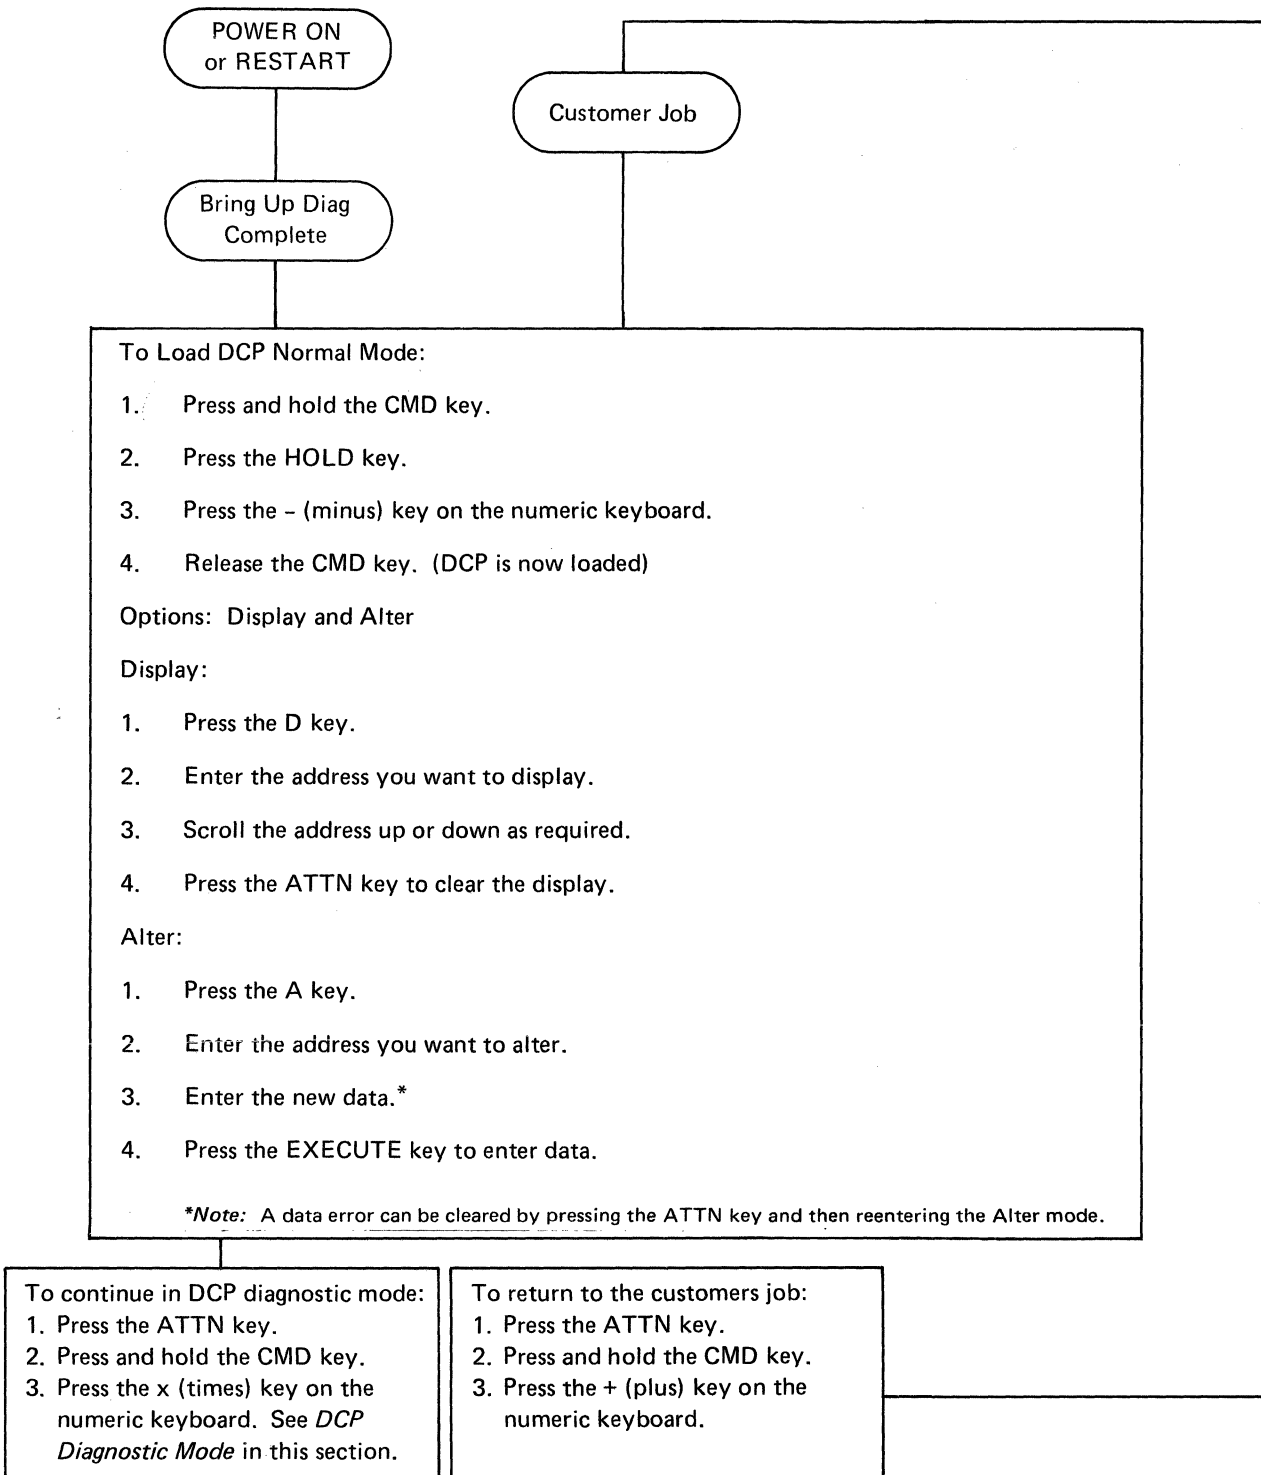 POWER ON
or RESTART
Customer Job
Bring Up Diag
Complete
To Load DCP Normal Mode:
1. Press and hold the CMD key.
2. Press the HOLD key.
3. Press the – (minus) key on the numeric keyboard.
4. Release the CMD key. (DCP is now loaded)
Options: Display and Alter
Display:
1. Press the D key.
2. Enter the address you want to display.
3. Scroll the address up or down as required.
4. Press the ATTN key to clear the display.
Alter:
1. Press the A key.
2. Enter the address you want to alter.
3. Enter the new data.*
4. Press the EXECUTE key to enter data.
*Note: A data error can be cleared by pressing the ATTN key and then reentering the Alter mode.
To continue in DCP diagnostic mode:
1. Press the ATTN key.
2. Press and hold the CMD key.
3. Press the x (times) key on the
numeric keyboard. See DCP
Diagnostic Mode in this section.
To return to the customers job:
1. Press the ATTN key.
2. Press and hold the CMD key.
3. Press the + (plus) key on the
numeric keyboard.